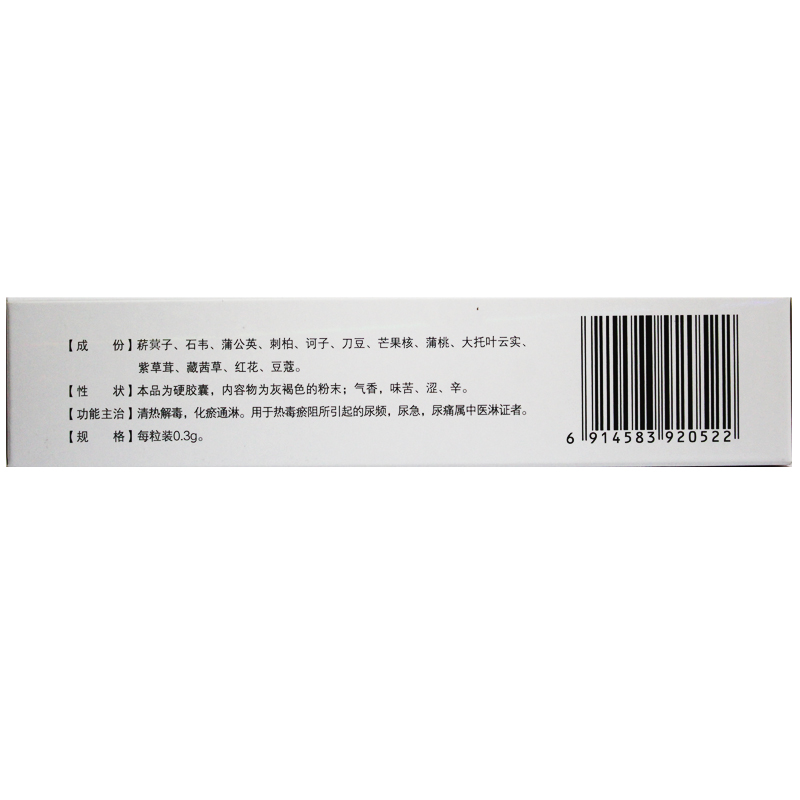 【成 份】菥蓂子、石韦、蒲公英、刺柏、诃子、刀豆、芒果核、蒲桃、大托叶云实、
紫草茸、藏茜草、红花、豆蔻。
【性 状】本品为硬胶囊，内容物为灰褐色的粉末；气香，味苦、涩、辛。
【功能主治】清热解毒，化瘀通淋。用于热毒瘀阻所引起的尿频，尿急，尿痛属中医淋证者。
【规 格】每粒装0.3g。
6 914583 920522